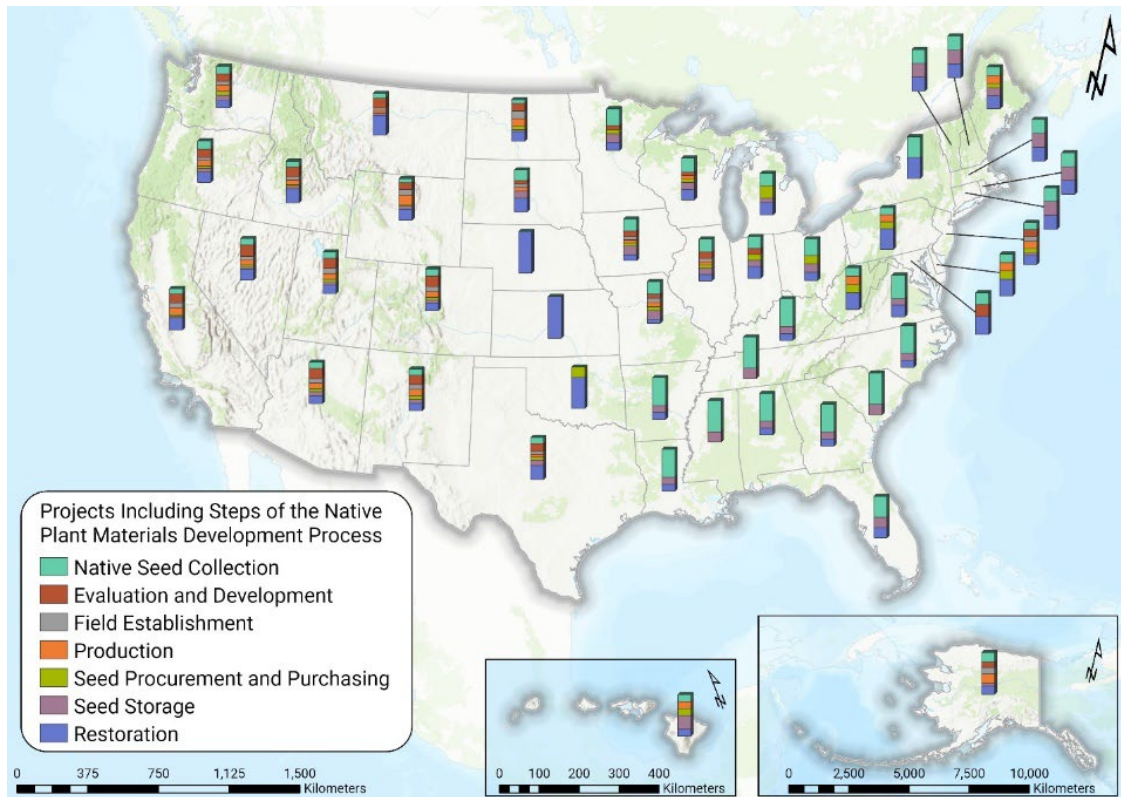 N
Projects Including Steps of the Native
Plant Materials Development Process
Native Seed Collection
Evaluation and Development
Field Establishment
Production
Seed Procurement and Purchasing
Seed Storage
Restoration
0 375 750 1,125 1,500
Kilometers
N
0 100 200 300 400
Kilometers
N
0 2,500 5,000 7,500 10,000
Kilometers